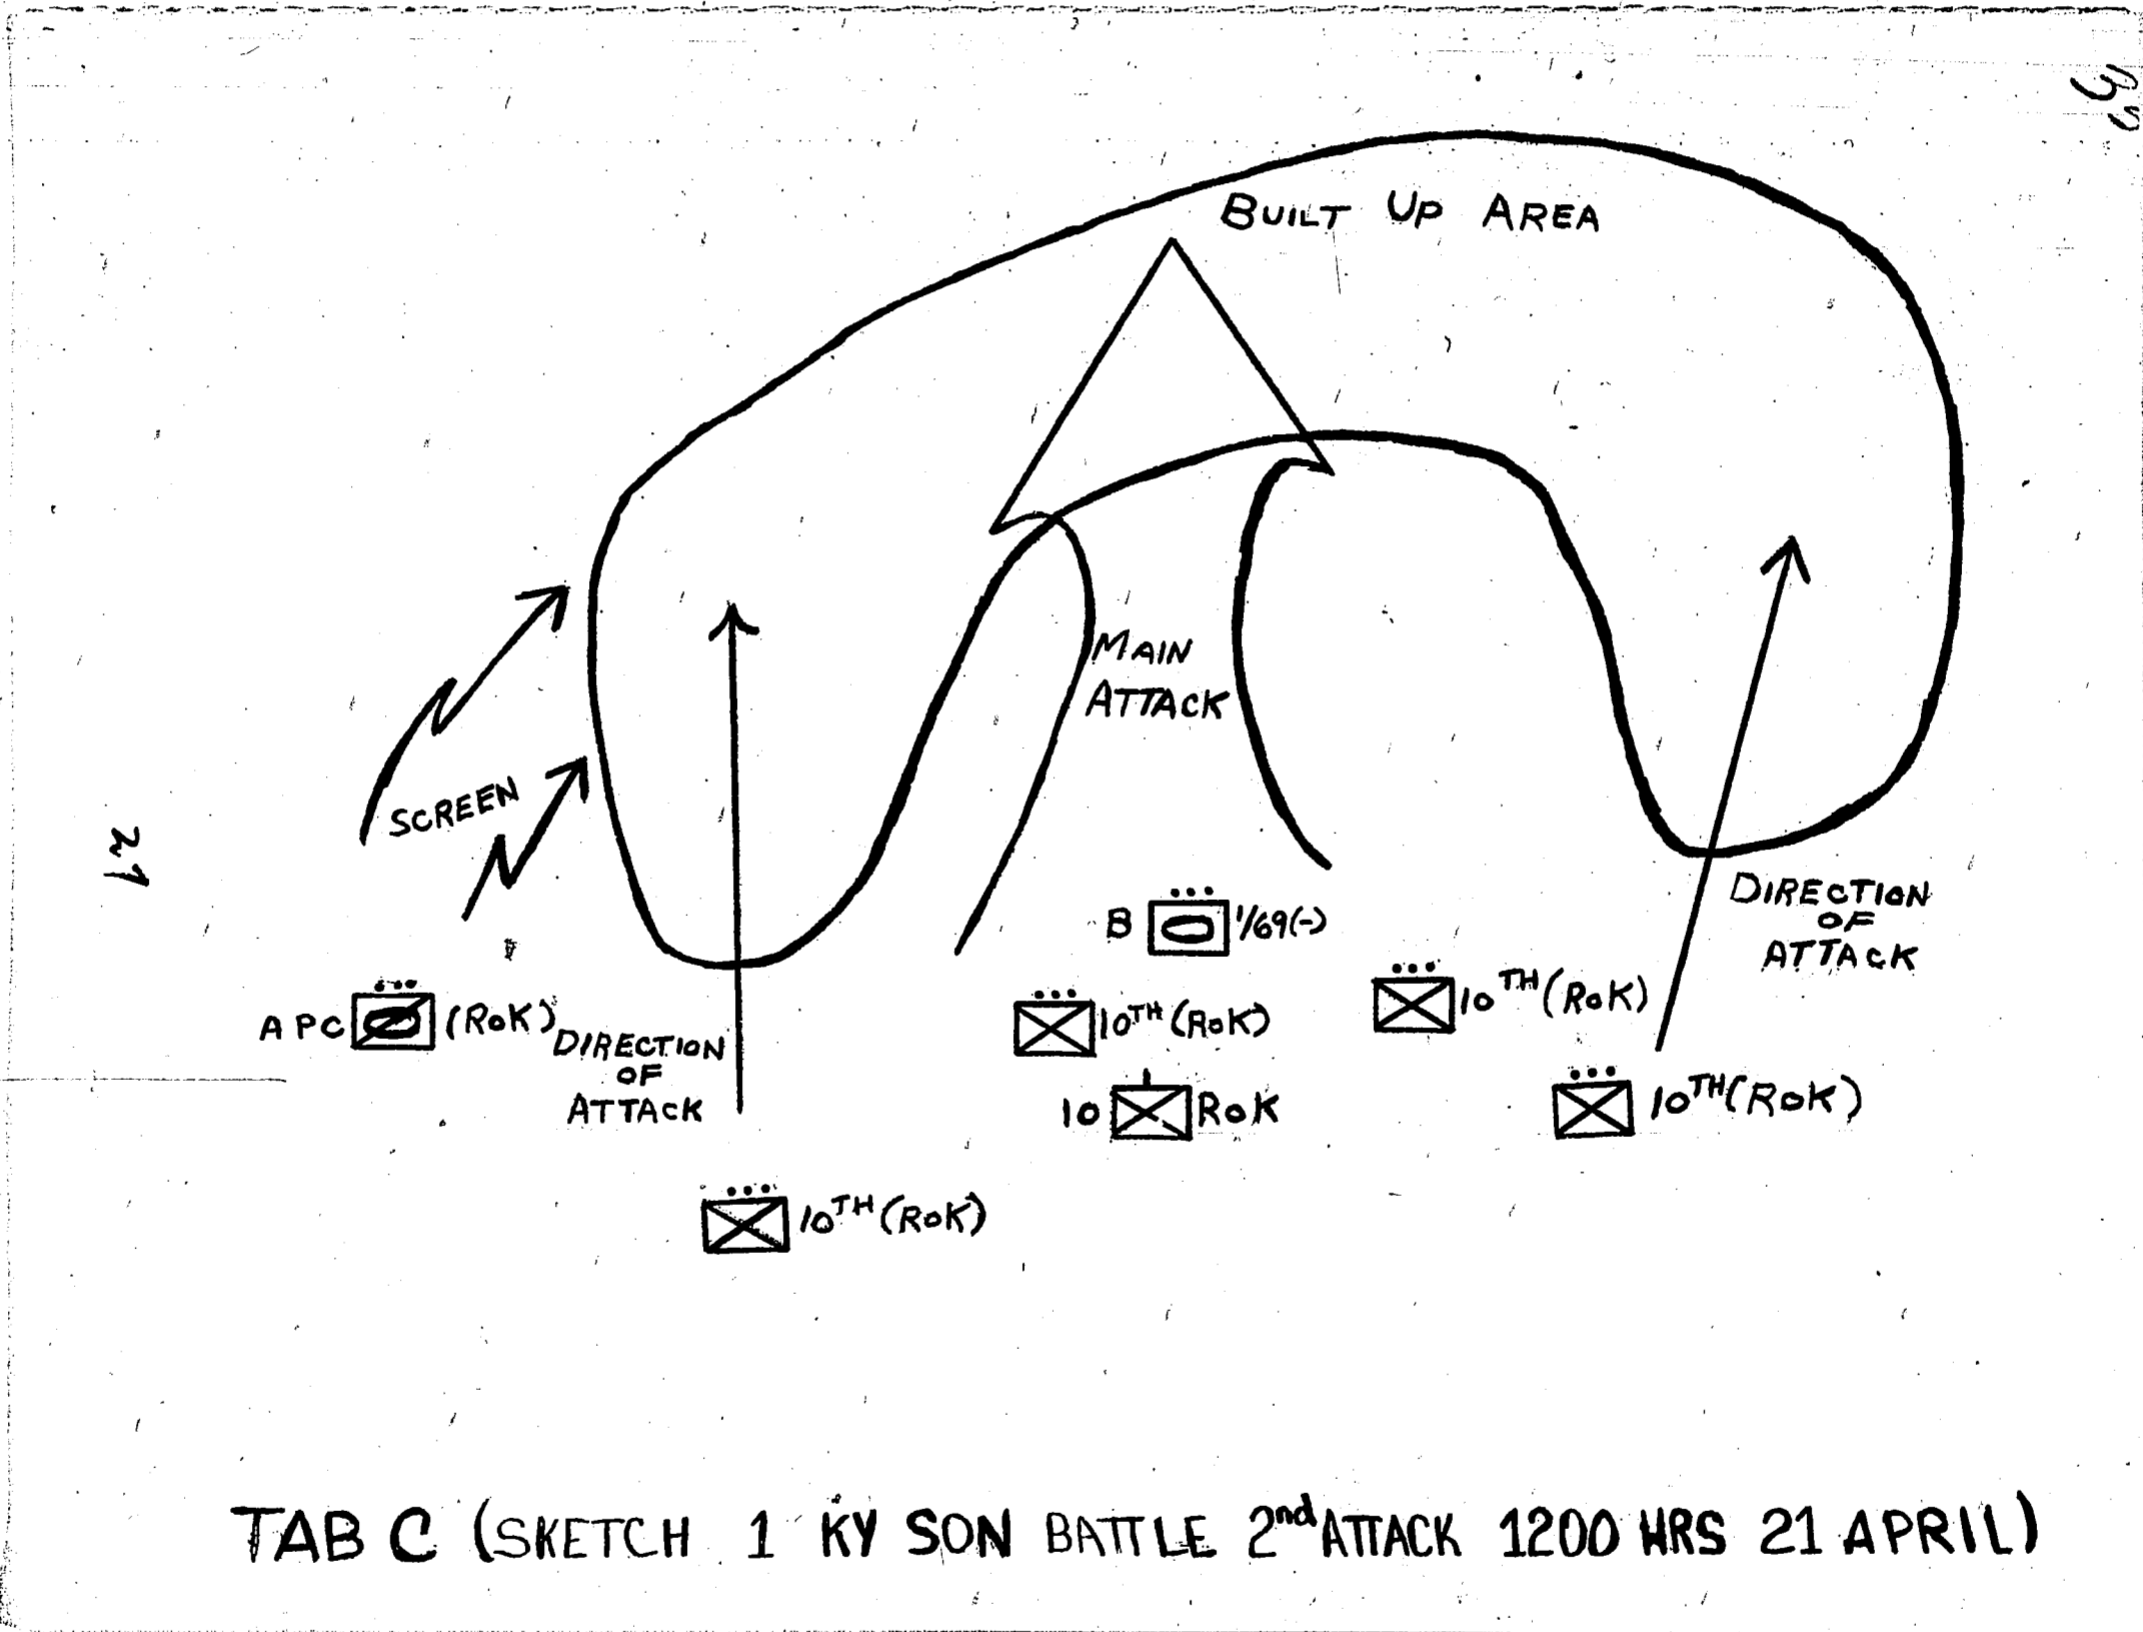 BUILT UP AREA
MAIN
ATTACK
SCREEN
21
DIRECTION
OF
ATTACK
B 1/69(-)
10TH (ROK)
APC (ROK)
10TH (ROK)
DIRECTION
OF
ATTACK
10 ROK
10TH (ROK)
10TH (ROK)
TAB C (SKETCH 1 KY SON BATTLE 2nd ATTACK 1200 HRS 21 APRIL)